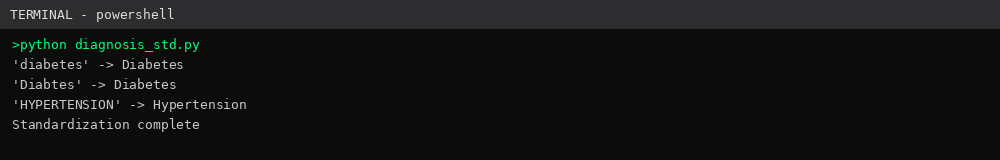 TERMINAL - powershell
>python diagnosis_std.py
'diabetes' -> Diabetes
'Diabtes' -> Diabetes
'HYPERTENSION' -> Hypertension
Standardization complete